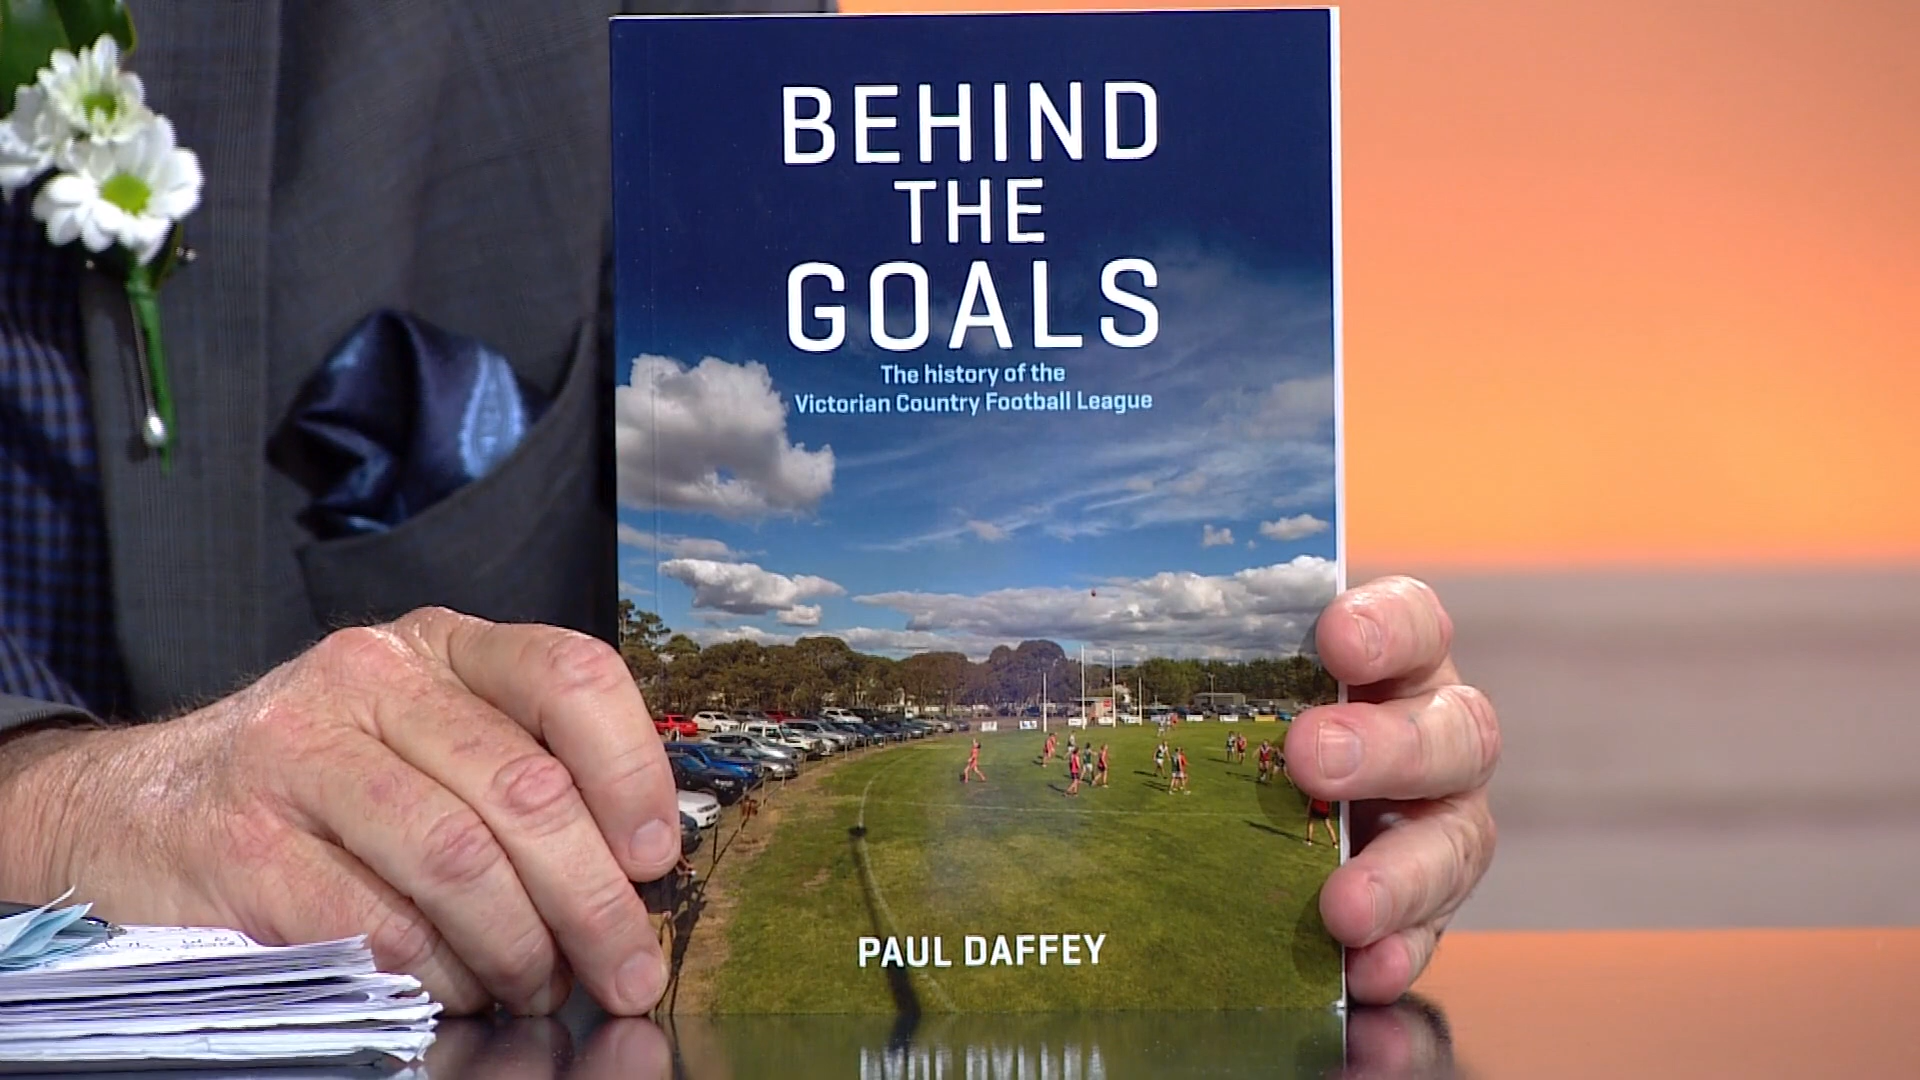 BEHIND
THE
GOALS
The history of the
Victorian Country Football League
PAUL DAFFEY